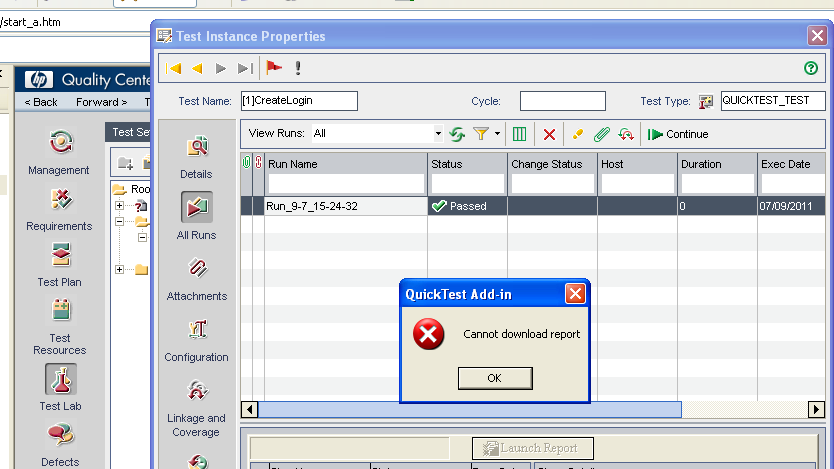 /start_a.htm
Test Instance Properties
hp Quality Cente
< Back Forward >
Test Name: [1]CreateLogin Cycle: Test Type: QUICKTEST_TEST
Test Se
View Runs: All Continue
Management
Requirements
Test Plan
Test
Resources
Test Lab
Defects
Roo
Details
All Runs
Attachments
Configuration
Linkage and
Coverage
Run Name Status Change Status Host Duration Exec Date
Run_9-7_15-24-32 Passed 0 07/09/2011
QuickTest Add-in
Cannot download report
OK
Launch Report